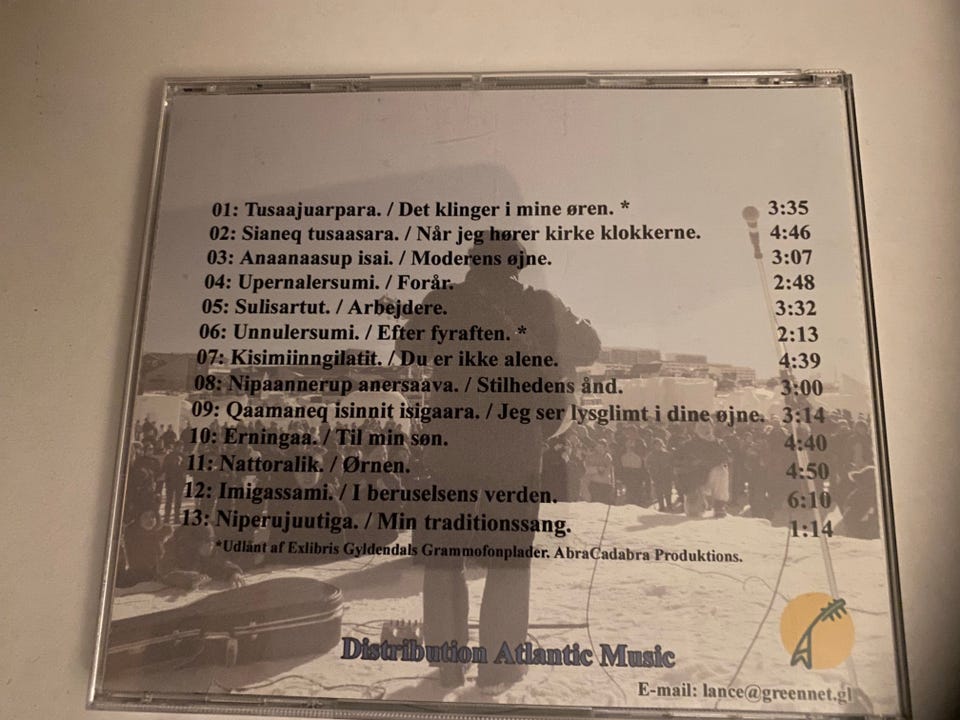 01: Tusaajuarpara. / Det klinger i mine øren. * 3:35
02: Sianeq tusaasara. / Når jeg hører kirke klokkerne. 4:46
03: Anaanaasup isai. / Moderens øjne. 3:07
04: Upernalersumi. / Forår. 2:48
05: Sulisartut. / Arbejdere. 3:32
06: Unnulersumi. / Efter fyraften. * 2:13
07: Kisimiinngilatit. / Du er ikke alene. 4:39
08: Nipaannerup anersaava. / Stilhedens ånd. 3:00
09: Qaamaneq isinnit isigaara. / Jeg ser lysglimt i dine øjne. 3:14
10: Erningaa. / Til min søn. 4:40
11: Nattoralik. / Ørnen. 4:50
12: Imigassami. / I beruselsens verden. 6:10
13: Niperujuutiga. / Min traditionssang. 1:14
*Udlånt af Exlibris Gyldendals Grammofonplader. AbraCadabra Produktions.
Distribution Atlantic Music
E-mail: lance@greennet.gl